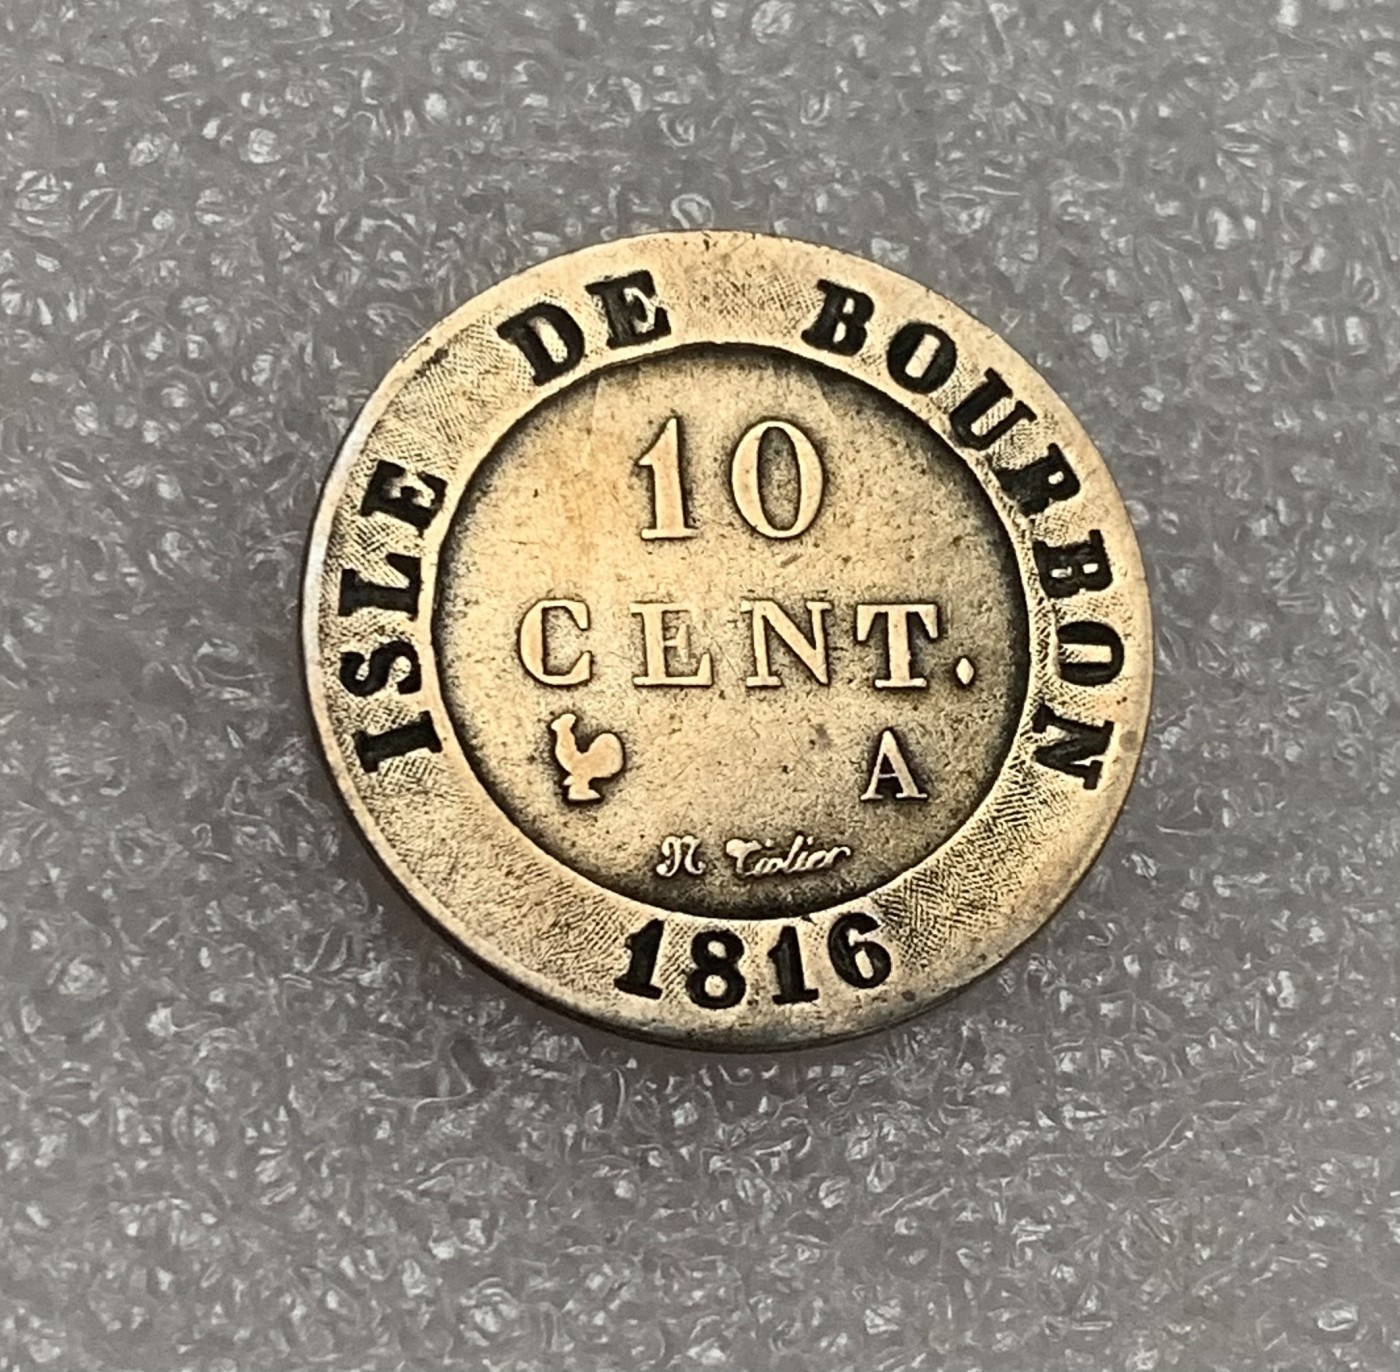 ISLE DE BOURBON
10
CENT.
A
N Tiolier
1816